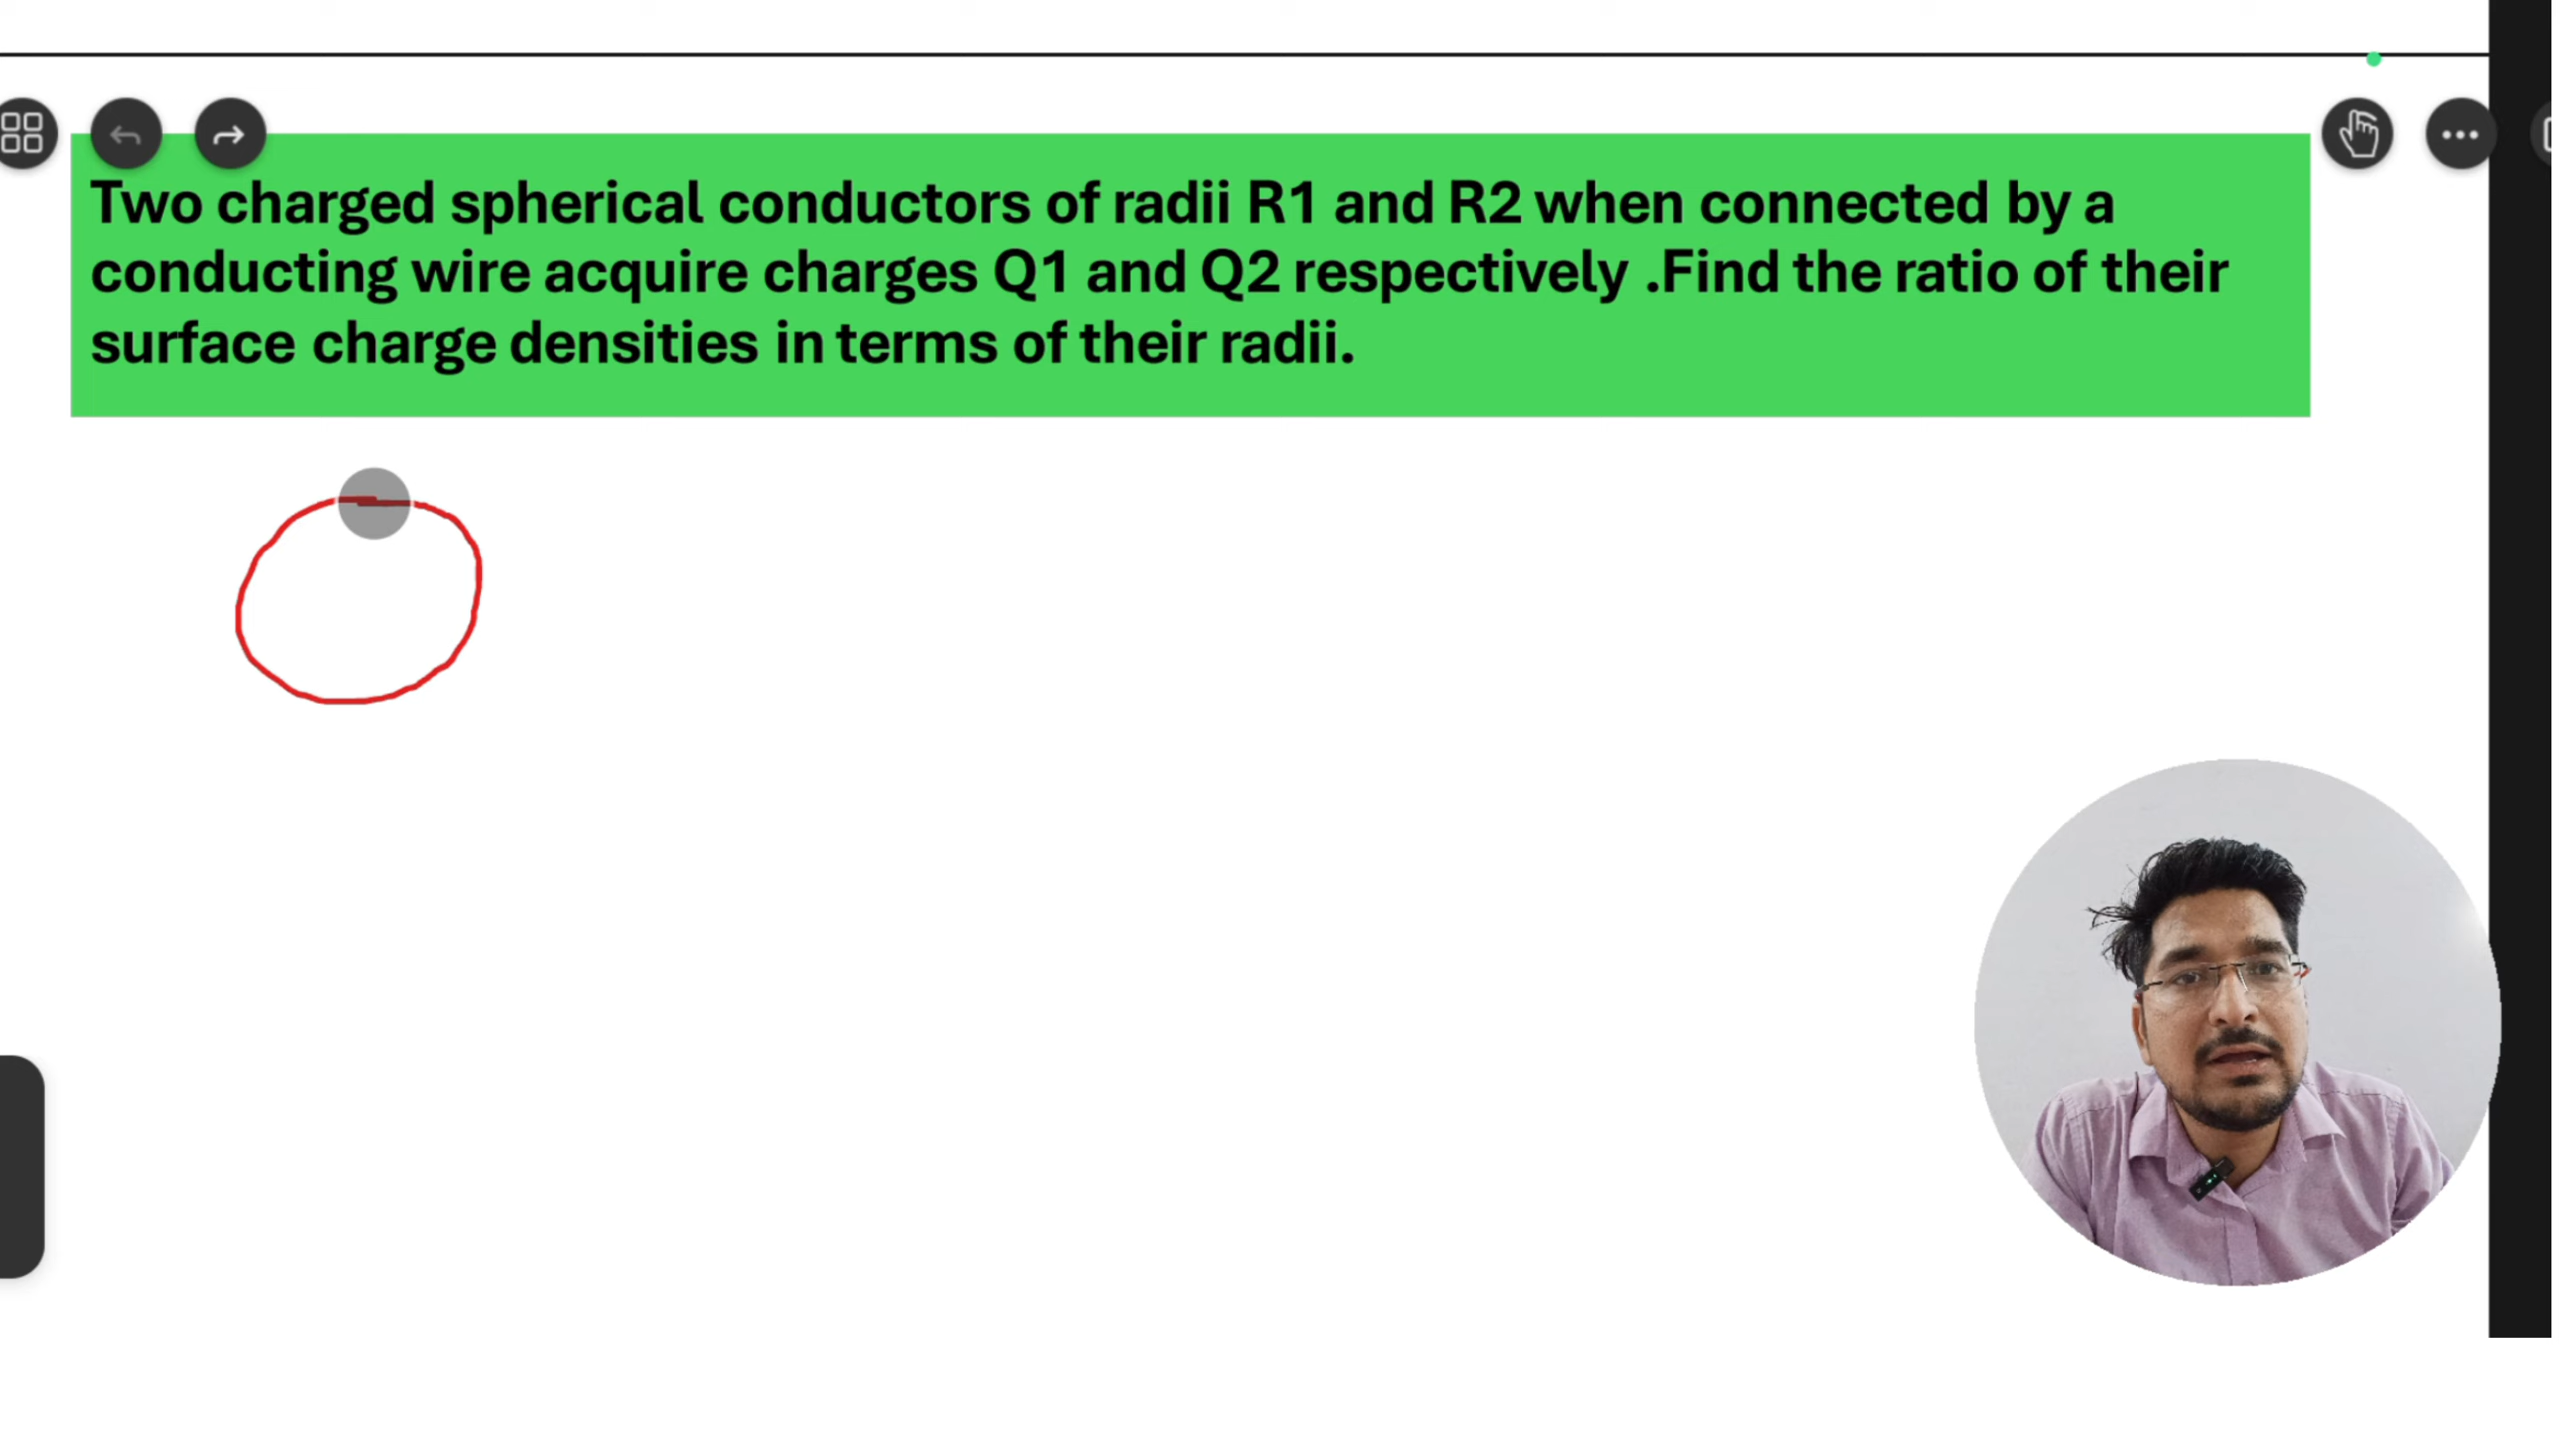 Two charged spherical conductors of radii R1 and R2 when connected by a
conducting wire acquire charges Q1 and Q2 respectively .Find the ratio of their
surface charge densities in terms of their radii.